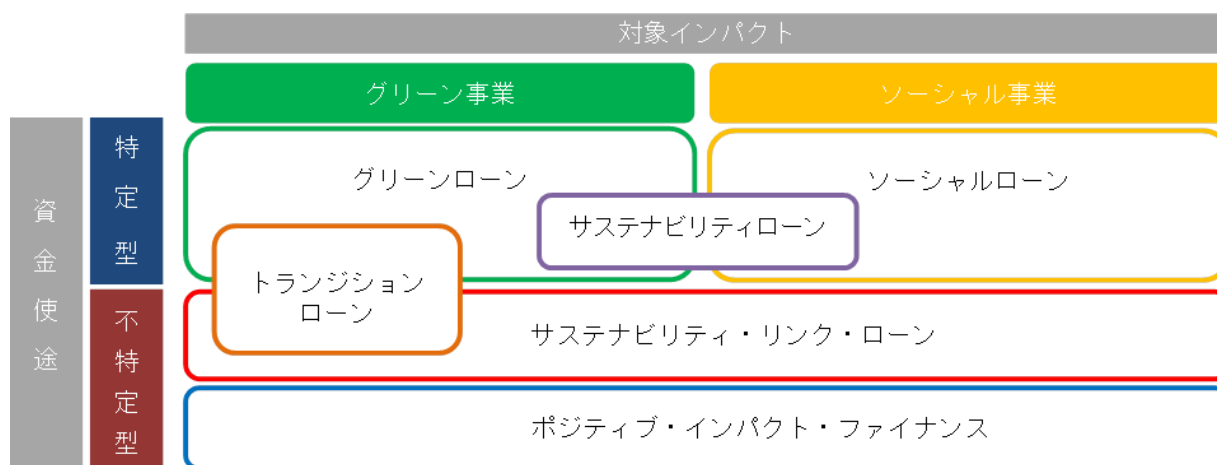 対象インパクト
グリーン事業
ソーシャル事業
資金使途
特定型
グリーンローン
ソーシャルローン
サステナビリティローン
トランジション
ローン
不特定型
サステナビリティ・リンク・ローン
ポジティブ・インパクト・ファイナンス